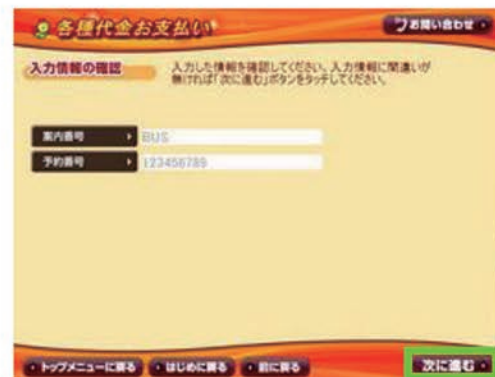 各種代金お支払い
お問い合わせ
入力情報の確認
入力した情報を確認してください。入力情報に間違いが
無ければ「次に進む」ボタンをタッチしてください。
案内番号 BUS
予約番号 123456789
トップメニューに戻る はじめに戻る 前に戻る 次に進む